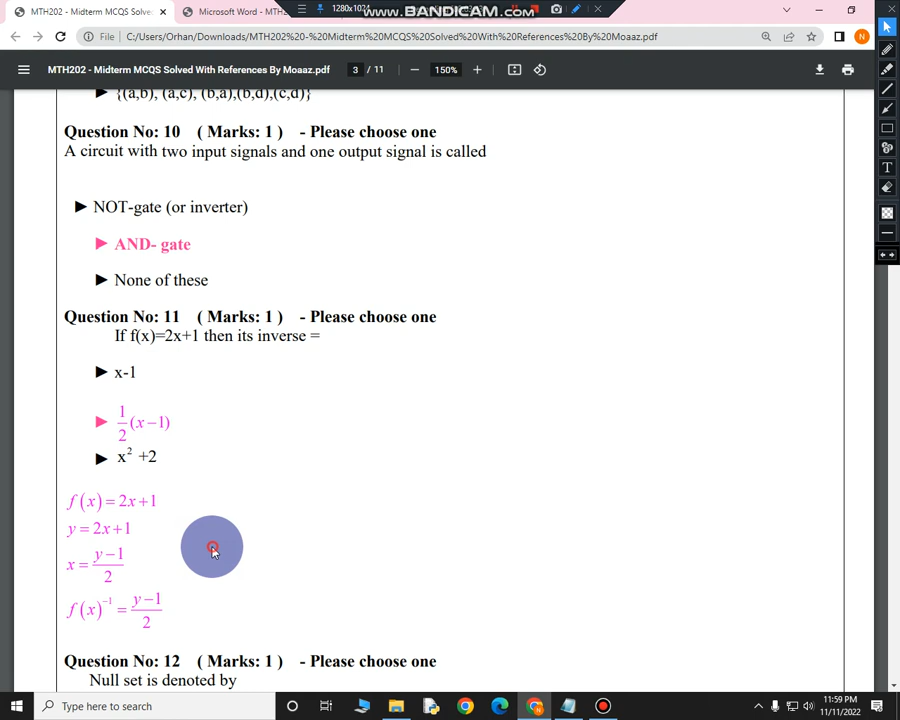 MTH202 - Midterm MCQS Solve
Microsoft Word - MTH
1280x1024
www.BANDICAM.com
N
File
C:/Users/Orhan/Downloads/MTH202%20-%20Midterm%20MCQS%20Solved%20With%20References%20By%20Moaaz.pdf
MTH202 - Midterm MCQS Solved With References By Moaaz.pdf
3 / 11
150%
► {(a,b), (a,c), (b,a),(b,d),(c,d)}
Question No: 10 ( Marks: 1 ) - Please choose one
A circuit with two input signals and one output signal is called
► NOT-gate (or inverter)
► AND- gate
► None of these
Question No: 11 ( Marks: 1 ) - Please choose one
If f(x)=2x+1 then its inverse =
► x-1
► 1/2 (x−1)
► x² +2
f(x) = 2x+1
y = 2x+1
x = y−1/2
f(x)⁻¹ = y−1/2
Question No: 12 ( Marks: 1 ) - Please choose one
Null set is denoted by
T
Type here to search
11:59 PM
11/11/2022